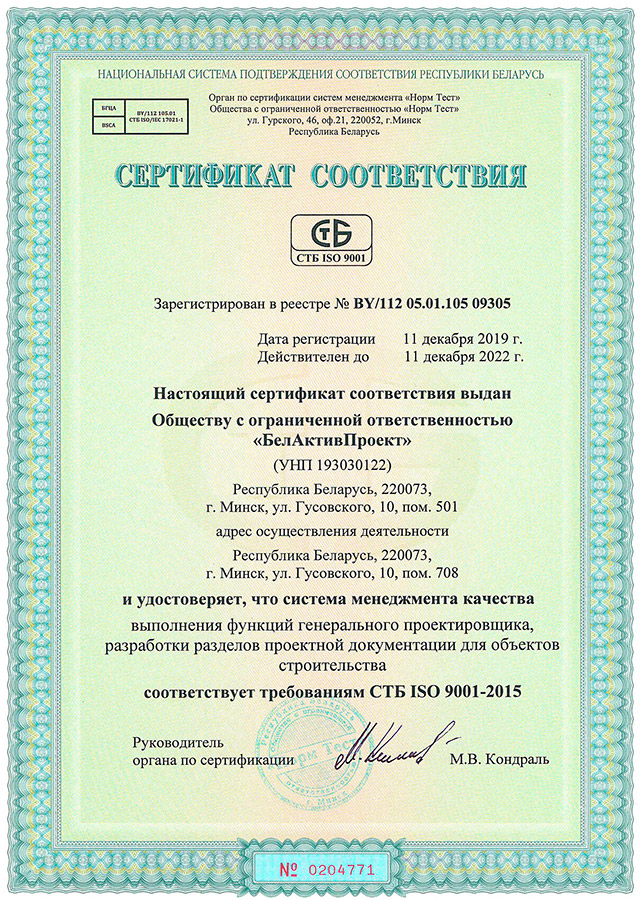 НАЦИОНАЛЬНАЯ СИСТЕМА ПОДТВЕРЖДЕНИЯ СООТВЕТСТВИЯ РЕСПУБЛИКИ БЕЛАРУСЬ
БГЦА
BSCA
BY/112 105.01
СТБ ISO/IEC 17021-1
Орган по сертификации систем менеджмента «Норм Тест»
Общества с ограниченной ответственностью «Норм Тест»
ул. Гурского, 46, оф.21, 220052, г.Минск
Республика Беларусь
СЕРТИФИКАТ СООТВЕТСТВИЯ
СТБ
СТБ ISO 9001
Зарегистрирован в реестре № BY/112 05.01.105 09305
Дата регистрации 11 декабря 2019 г.
Действителен до 11 декабря 2022 г.
Настоящий сертификат соответствия выдан
Обществу с ограниченной ответственностью
«БелАктивПроект»
(УНП 193030122)
Республика Беларусь, 220073,
г. Минск, ул. Гусовского, 10, пом. 501
адрес осуществления деятельности
Республика Беларусь, 220073,
г. Минск, ул. Гусовского, 10, пом. 708
и удостоверяет, что система менеджмента качества
выполнения функций генерального проектировщика,
разработки разделов проектной документации для объектов
строительства
соответствует требованиям СТБ ISO 9001-2015
Норм Тест
г. Минск
Руководитель
органа по сертификации М.В. Кондраль
№ 0204771